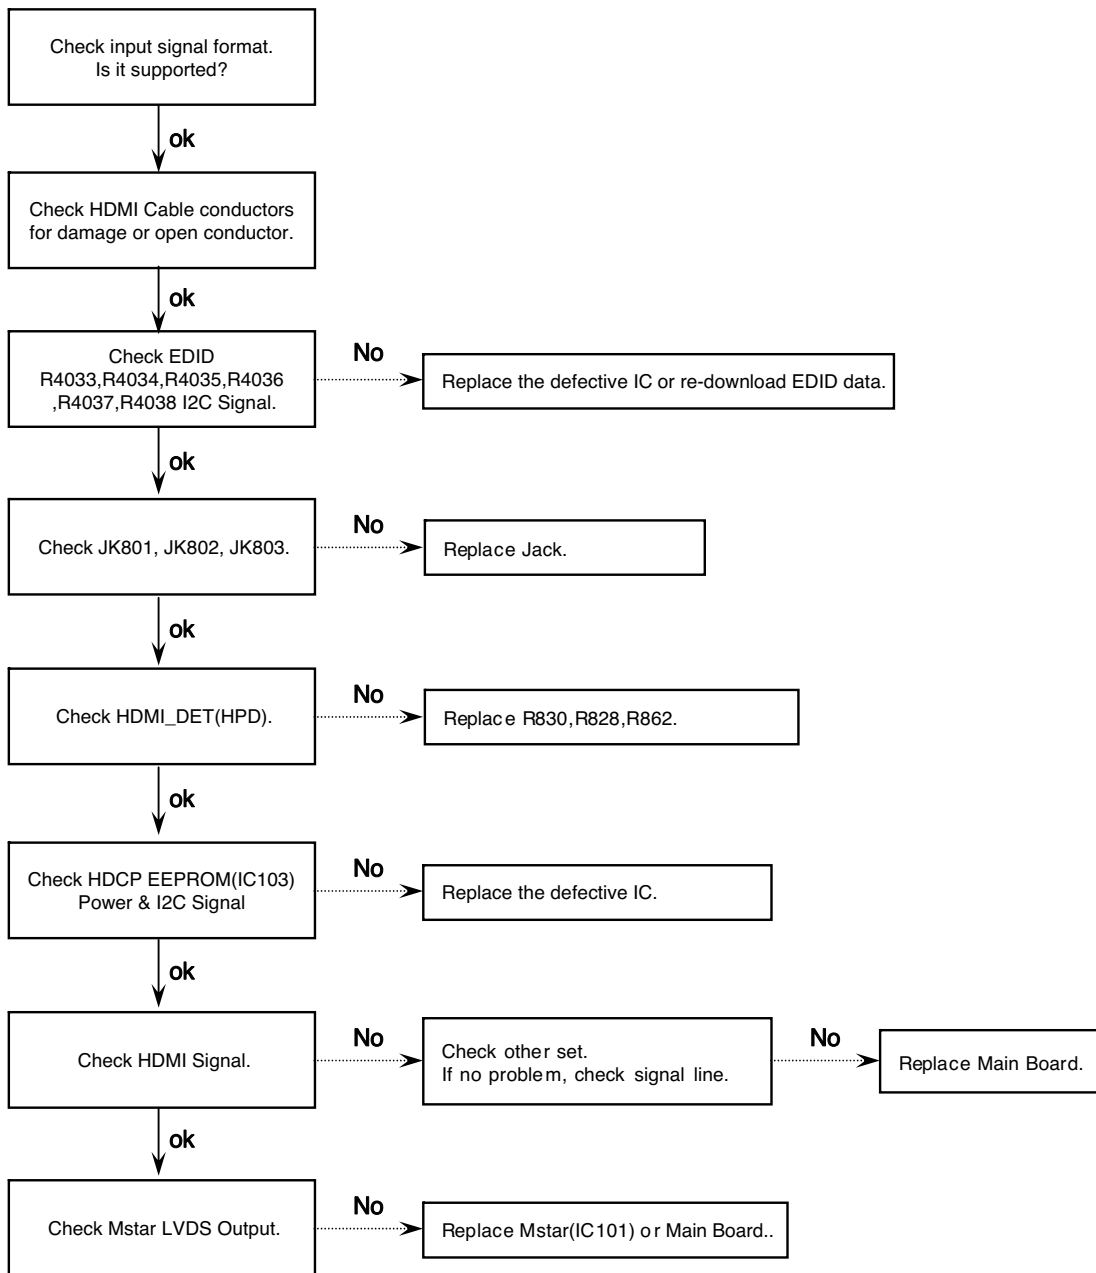 Check input signal format.
Is it supported?
ok
Check HDMI Cable conductors
for damage or open conductor.
ok
Check EDID
R4033,R4034,R4035,R4036
,R4037,R4038 I2C Signal.
No
Replace the defective IC or re-download EDID data.
ok
Check JK801, JK802, JK803.
No
Replace Jack.
ok
Check HDMI_DET(HPD).
No
Replace R830,R828,R862.
ok
Check HDCP EEPROM(IC103)
Power & I2C Signal
No
Replace the defective IC.
ok
Check HDMI Signal.
No
Check other set.
If no problem, check signal line.
No
Replace Main Board.
ok
Check Mstar LVDS Output.
No
Replace Mstar(IC101) or Main Board..